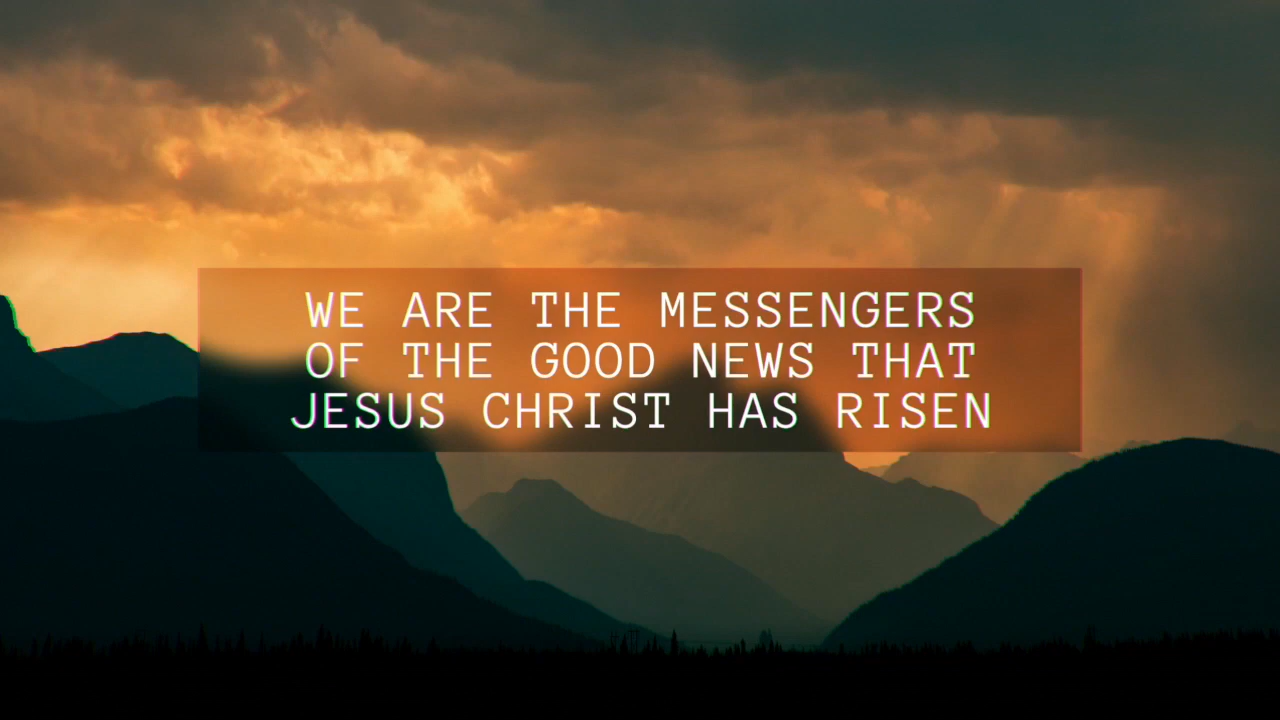 WE ARE THE MESSENGERS
OF THE GOOD NEWS THAT
JESUS CHRIST HAS RISEN